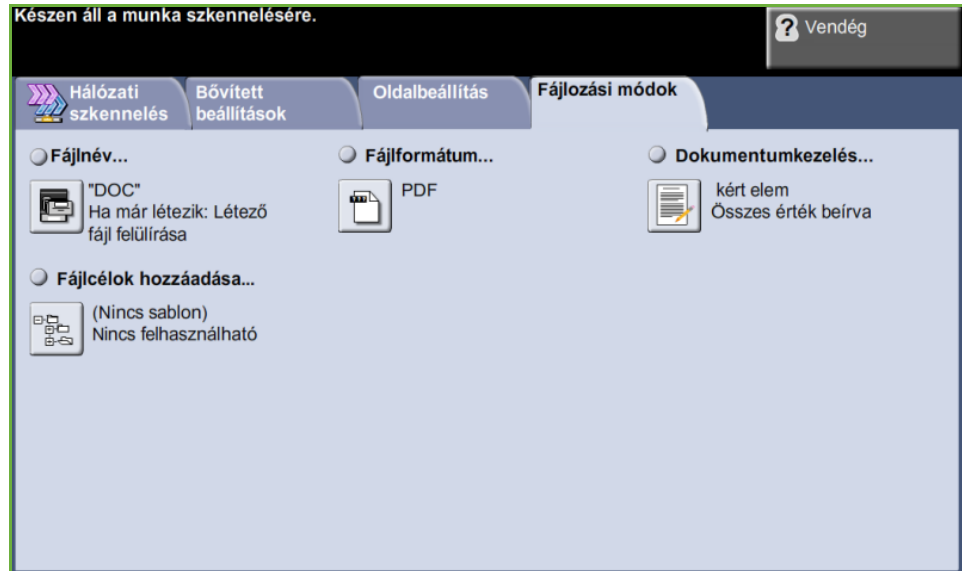 Készen áll a munka szkennelésére.
? Vendég
Hálózati szkennelés
Bővített beállítások
Oldalbeállítás
Fájlozási módok
Fájlnév...
"DOC"
Ha már létezik: Létező
fájl felülírása
Fájlformátum...
PDF
Dokumentumkezelés...
kért elem
Összes érték beírva
Fájlcélok hozzáadása...
(Nincs sablon)
Nincs felhasználható